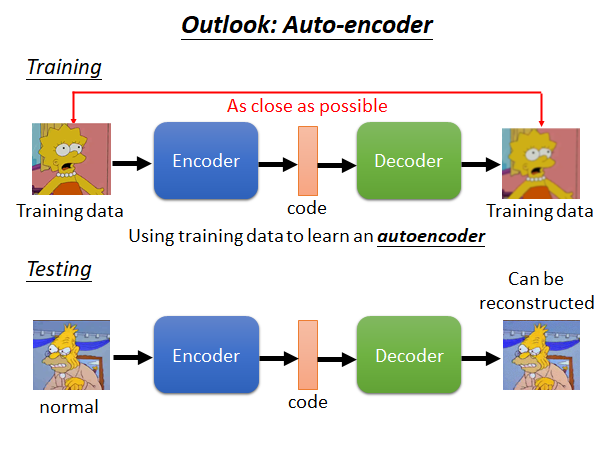 Outlook: Auto-encoder
Training
As close as possible
Encoder
Decoder
code
Training data
Training data
Using training data to learn an autoencoder
Testing
Can be
reconstructed
Encoder
Decoder
normal
code